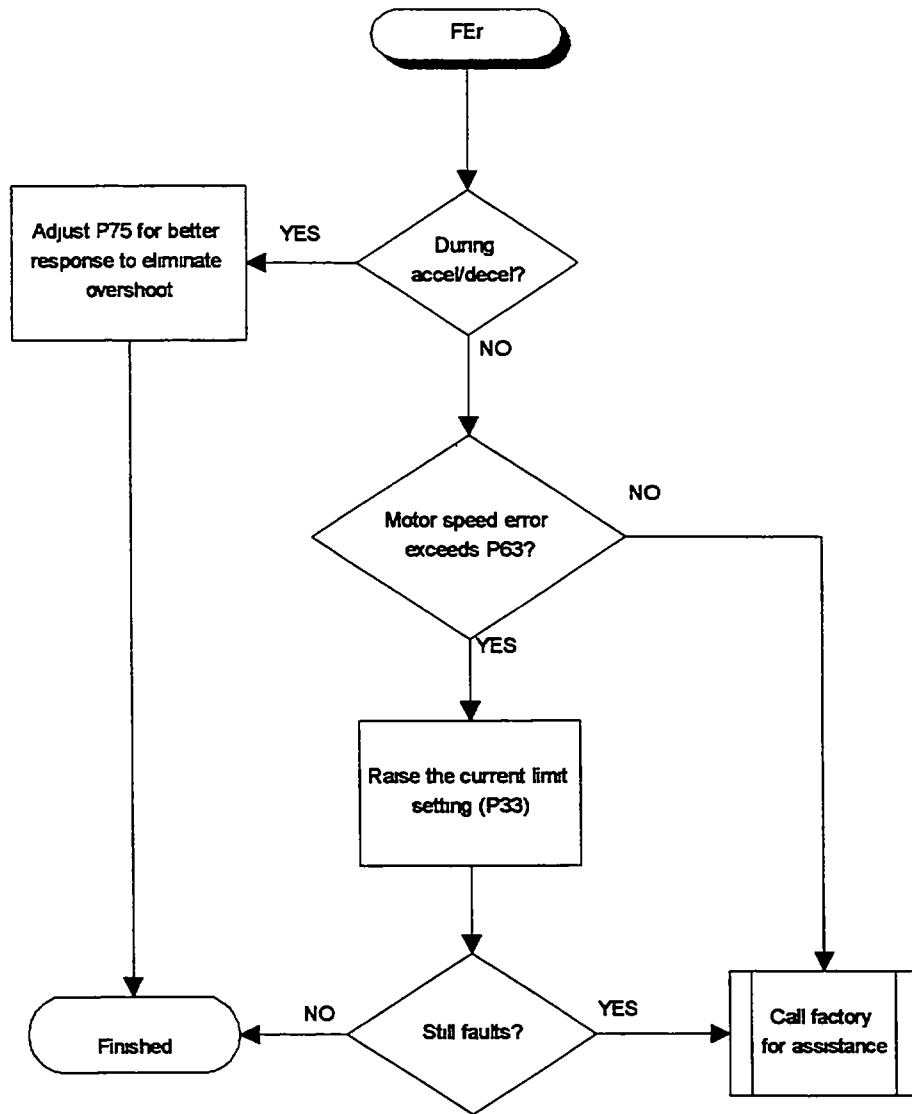 FEr
Adjust P75 for better
response to eliminate
overshoot
YES
During
accel/decel?
NO
Motor speed error
exceeds P63?
NO
YES
Raise the current limit
setting (P33)
Still faults?
NO
YES
Finished
Call factory
for assistance